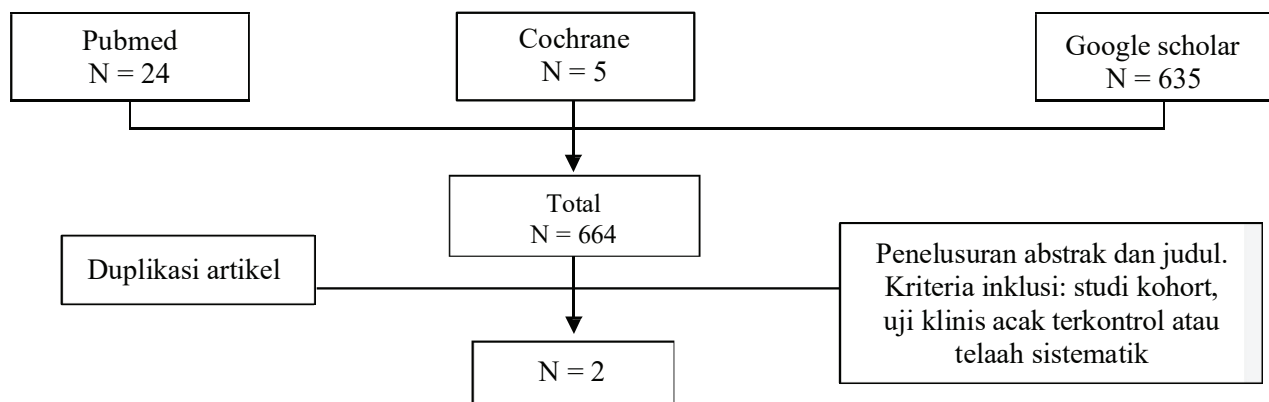 Pubmed
N = 24
Cochrane
N = 5
Google scholar
N = 635
Total
N = 664
Duplikasi artikel
Penelusuran abstrak dan judul.
Kriteria inklusi: studi kohort,
uji klinis acak terkontrol atau
telaah sistematik
N = 2